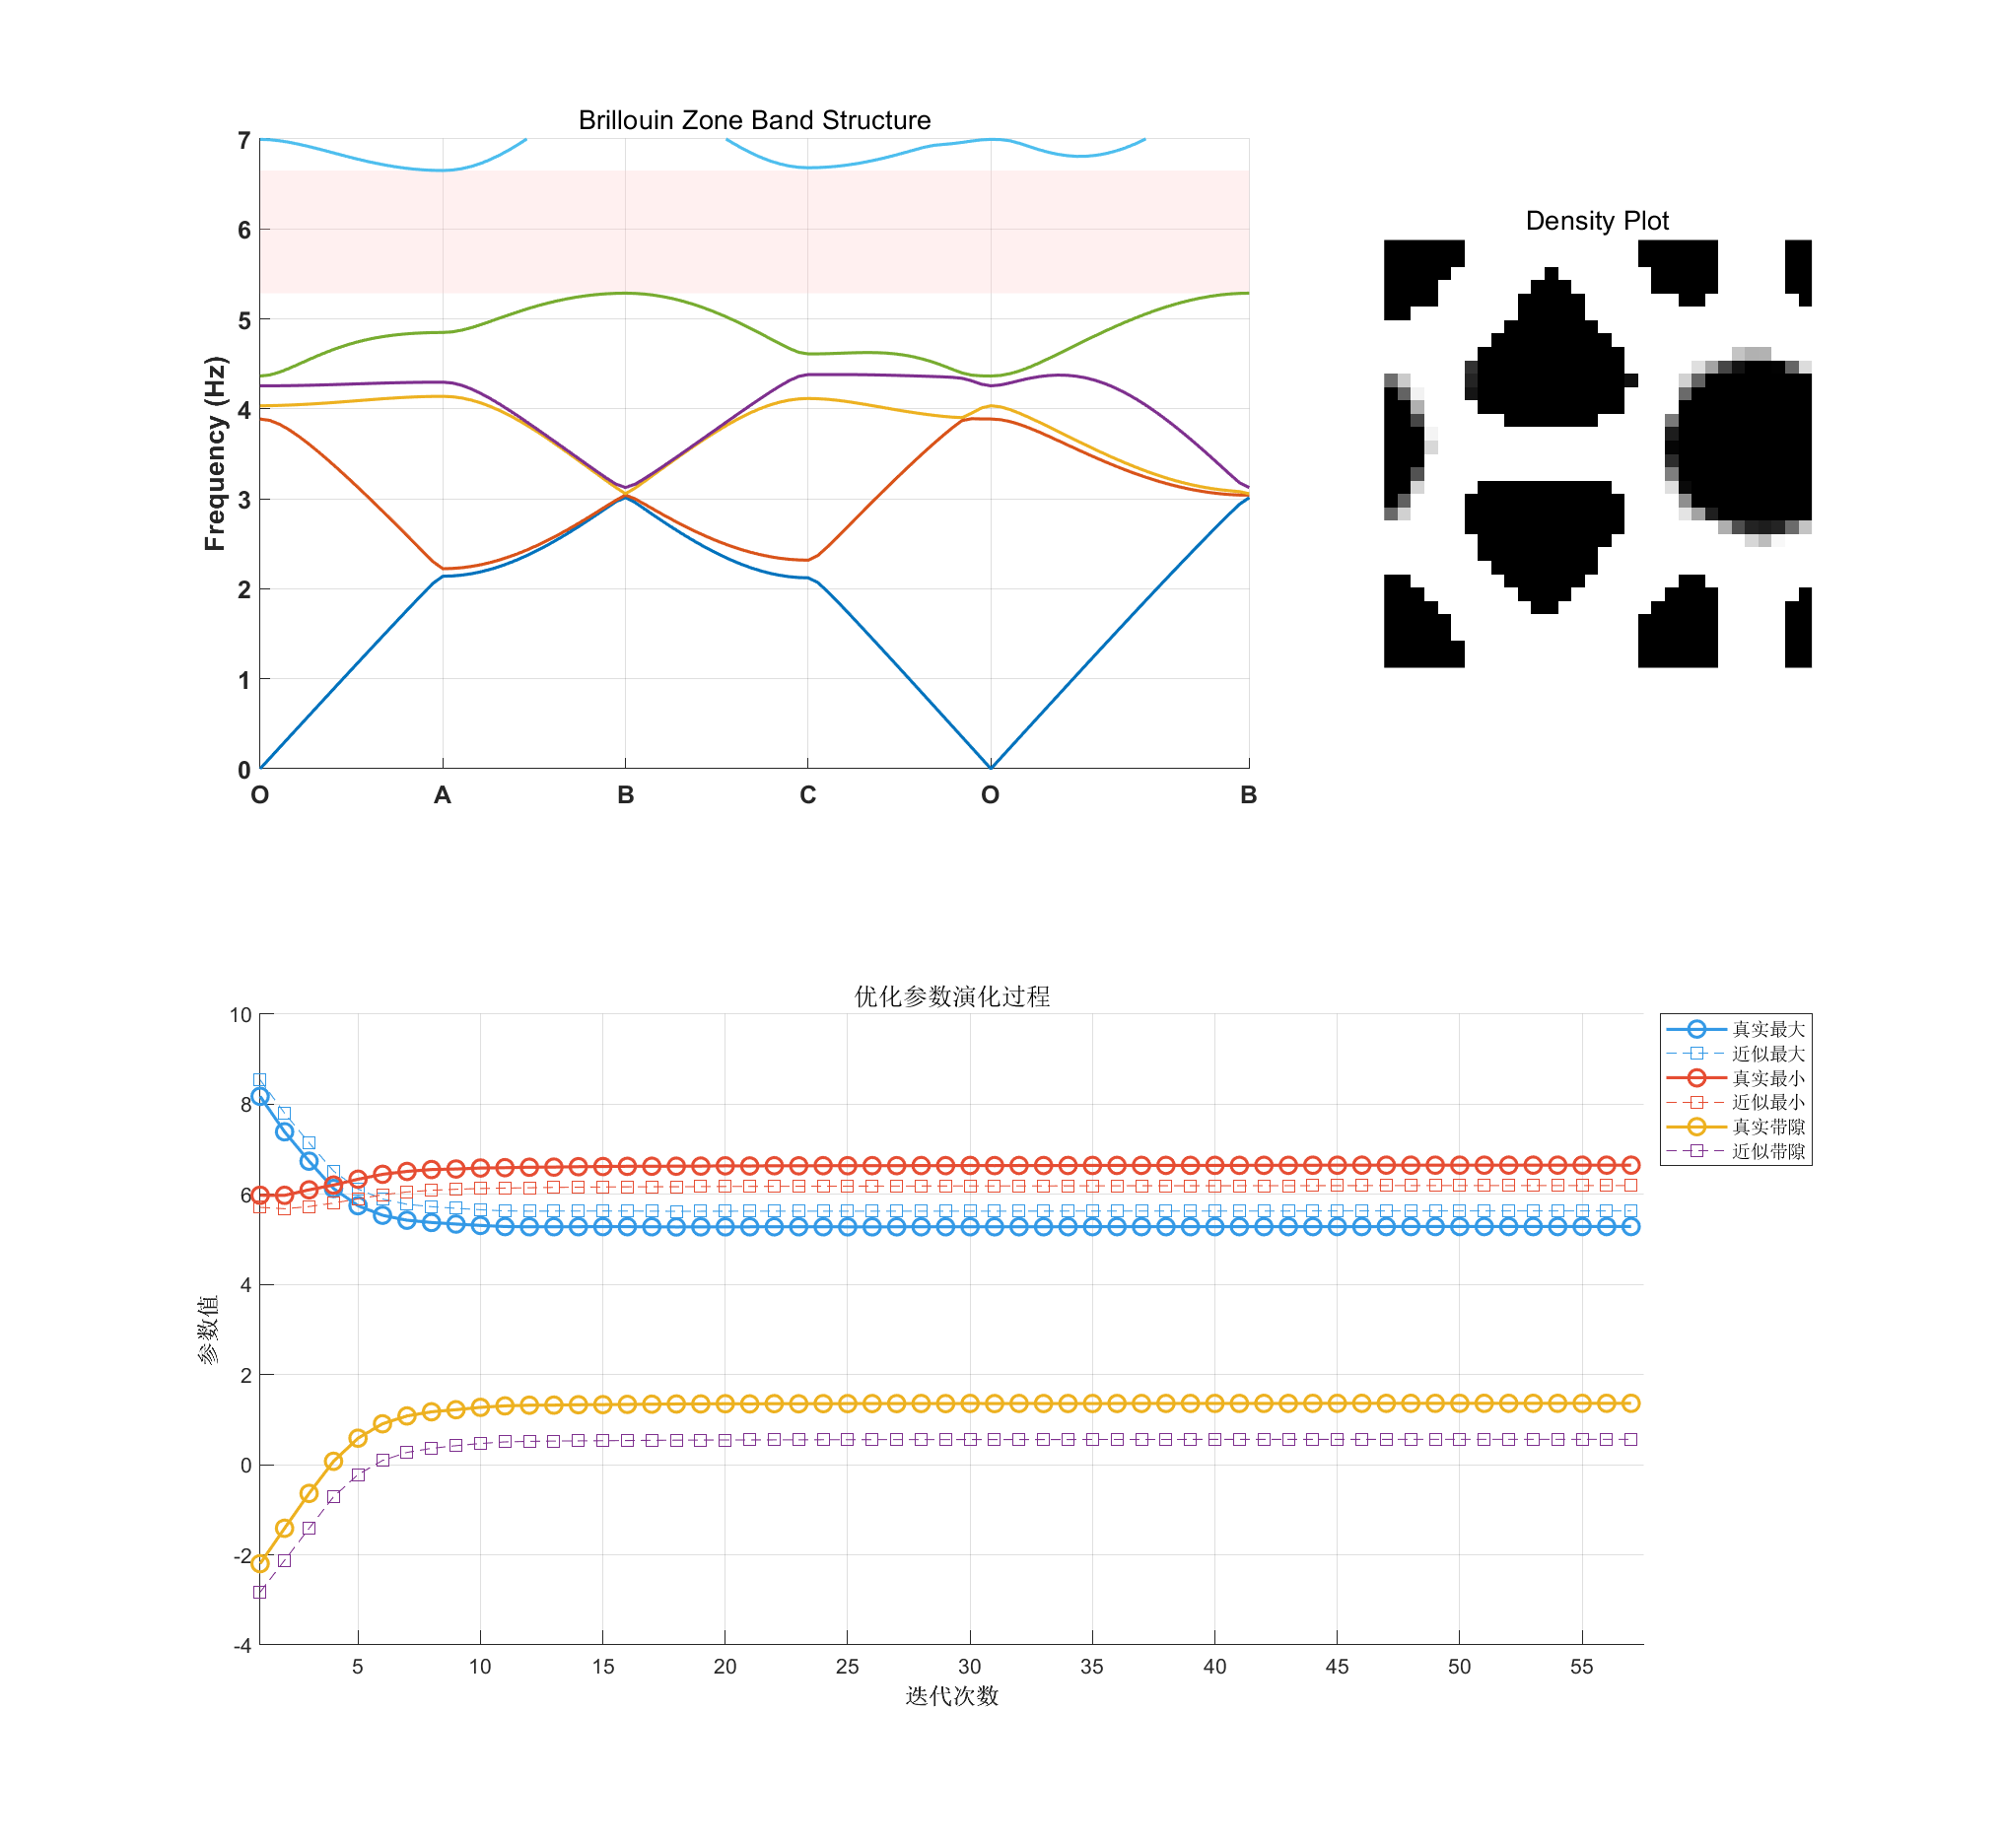 Brillouin Zone Band Structure
7
6
5
4
3
2
1
0
Frequency (Hz)
O A B C O B
Density Plot
优化参数演化过程
10
8
6
4
2
0
-2
-4
参数值
5 10 15 20 25 30 35 40 45 50 55
迭代次数
真实最大
近似最大
真实最小
近似最小
真实带隙
近似带隙